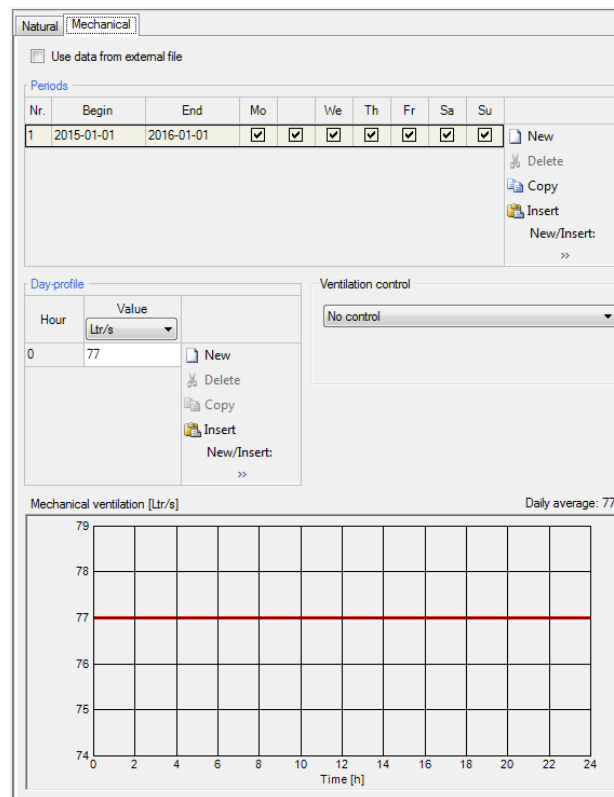 Natural Mechanical
Use data from external file
Periods
Nr. Begin End Mo We Th Fr Sa Su
1 2015-01-01 2016-01-01
New
Delete
Copy
Insert
New/Insert:
>>
Day-profile
Hour Value
Ltr/s
0 77
New
Delete
Copy
Insert
New/Insert:
>>
Ventilation control
No control
Mechanical ventilation [Ltr/s] Daily average: 77
79
78
77
76
75
74
0 2 4 6 8 10 12 14 16 18 20 22 24
Time [h]